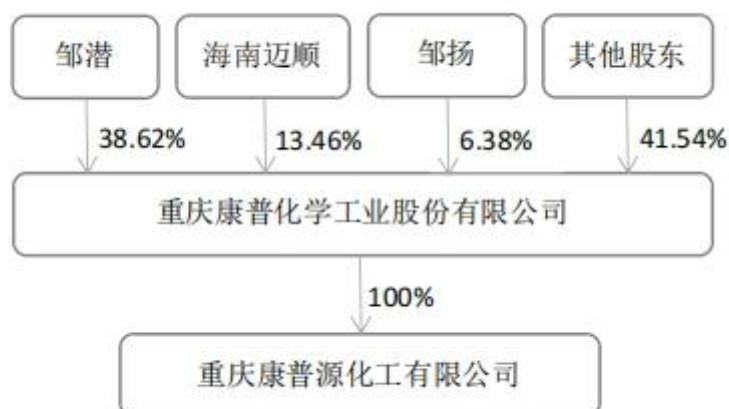 邹潜
海南迈顺
邹扬
其他股东
38.62%
13.46%
6.38%
41.54%
重庆康普化学工业股份有限公司
100%
重庆康普源化工有限公司